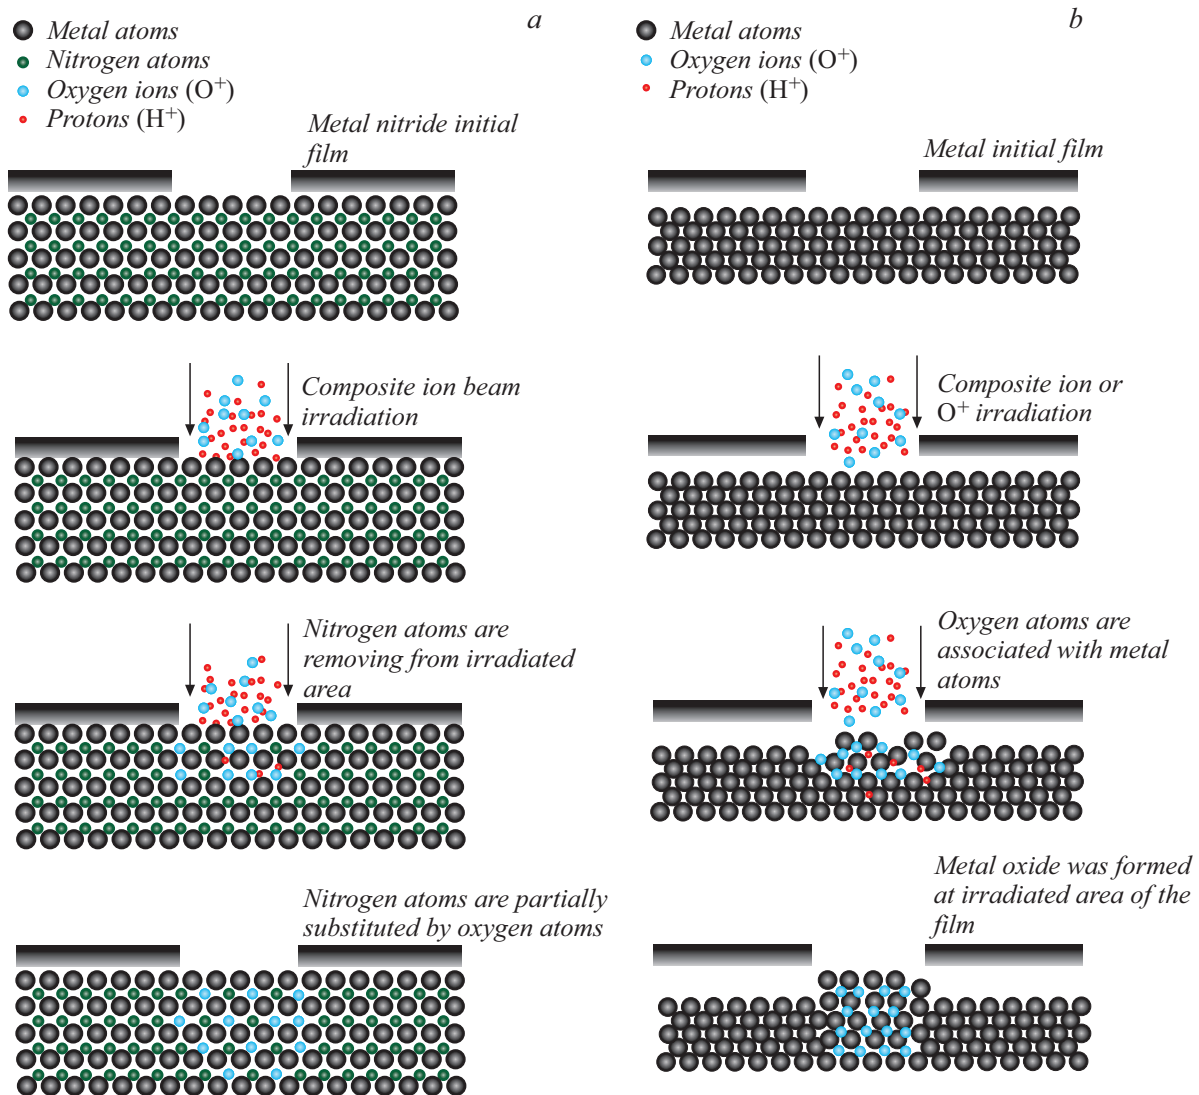 a
Metal atoms
Nitrogen atoms
Oxygen ions (O+)
Protons (H+)
Metal nitride initial
film
Composite ion beam
irradiation
Nitrogen atoms are
removing from irradiated
area
Nitrogen atoms are partially
substituted by oxygen atoms
b
Metal atoms
Oxygen ions (O+)
Protons (H+)
Metal initial film
Composite ion or
O+ irradiation
Oxygen atoms are
associated with metal
atoms
Metal oxide was formed
at irradiated area of the
film